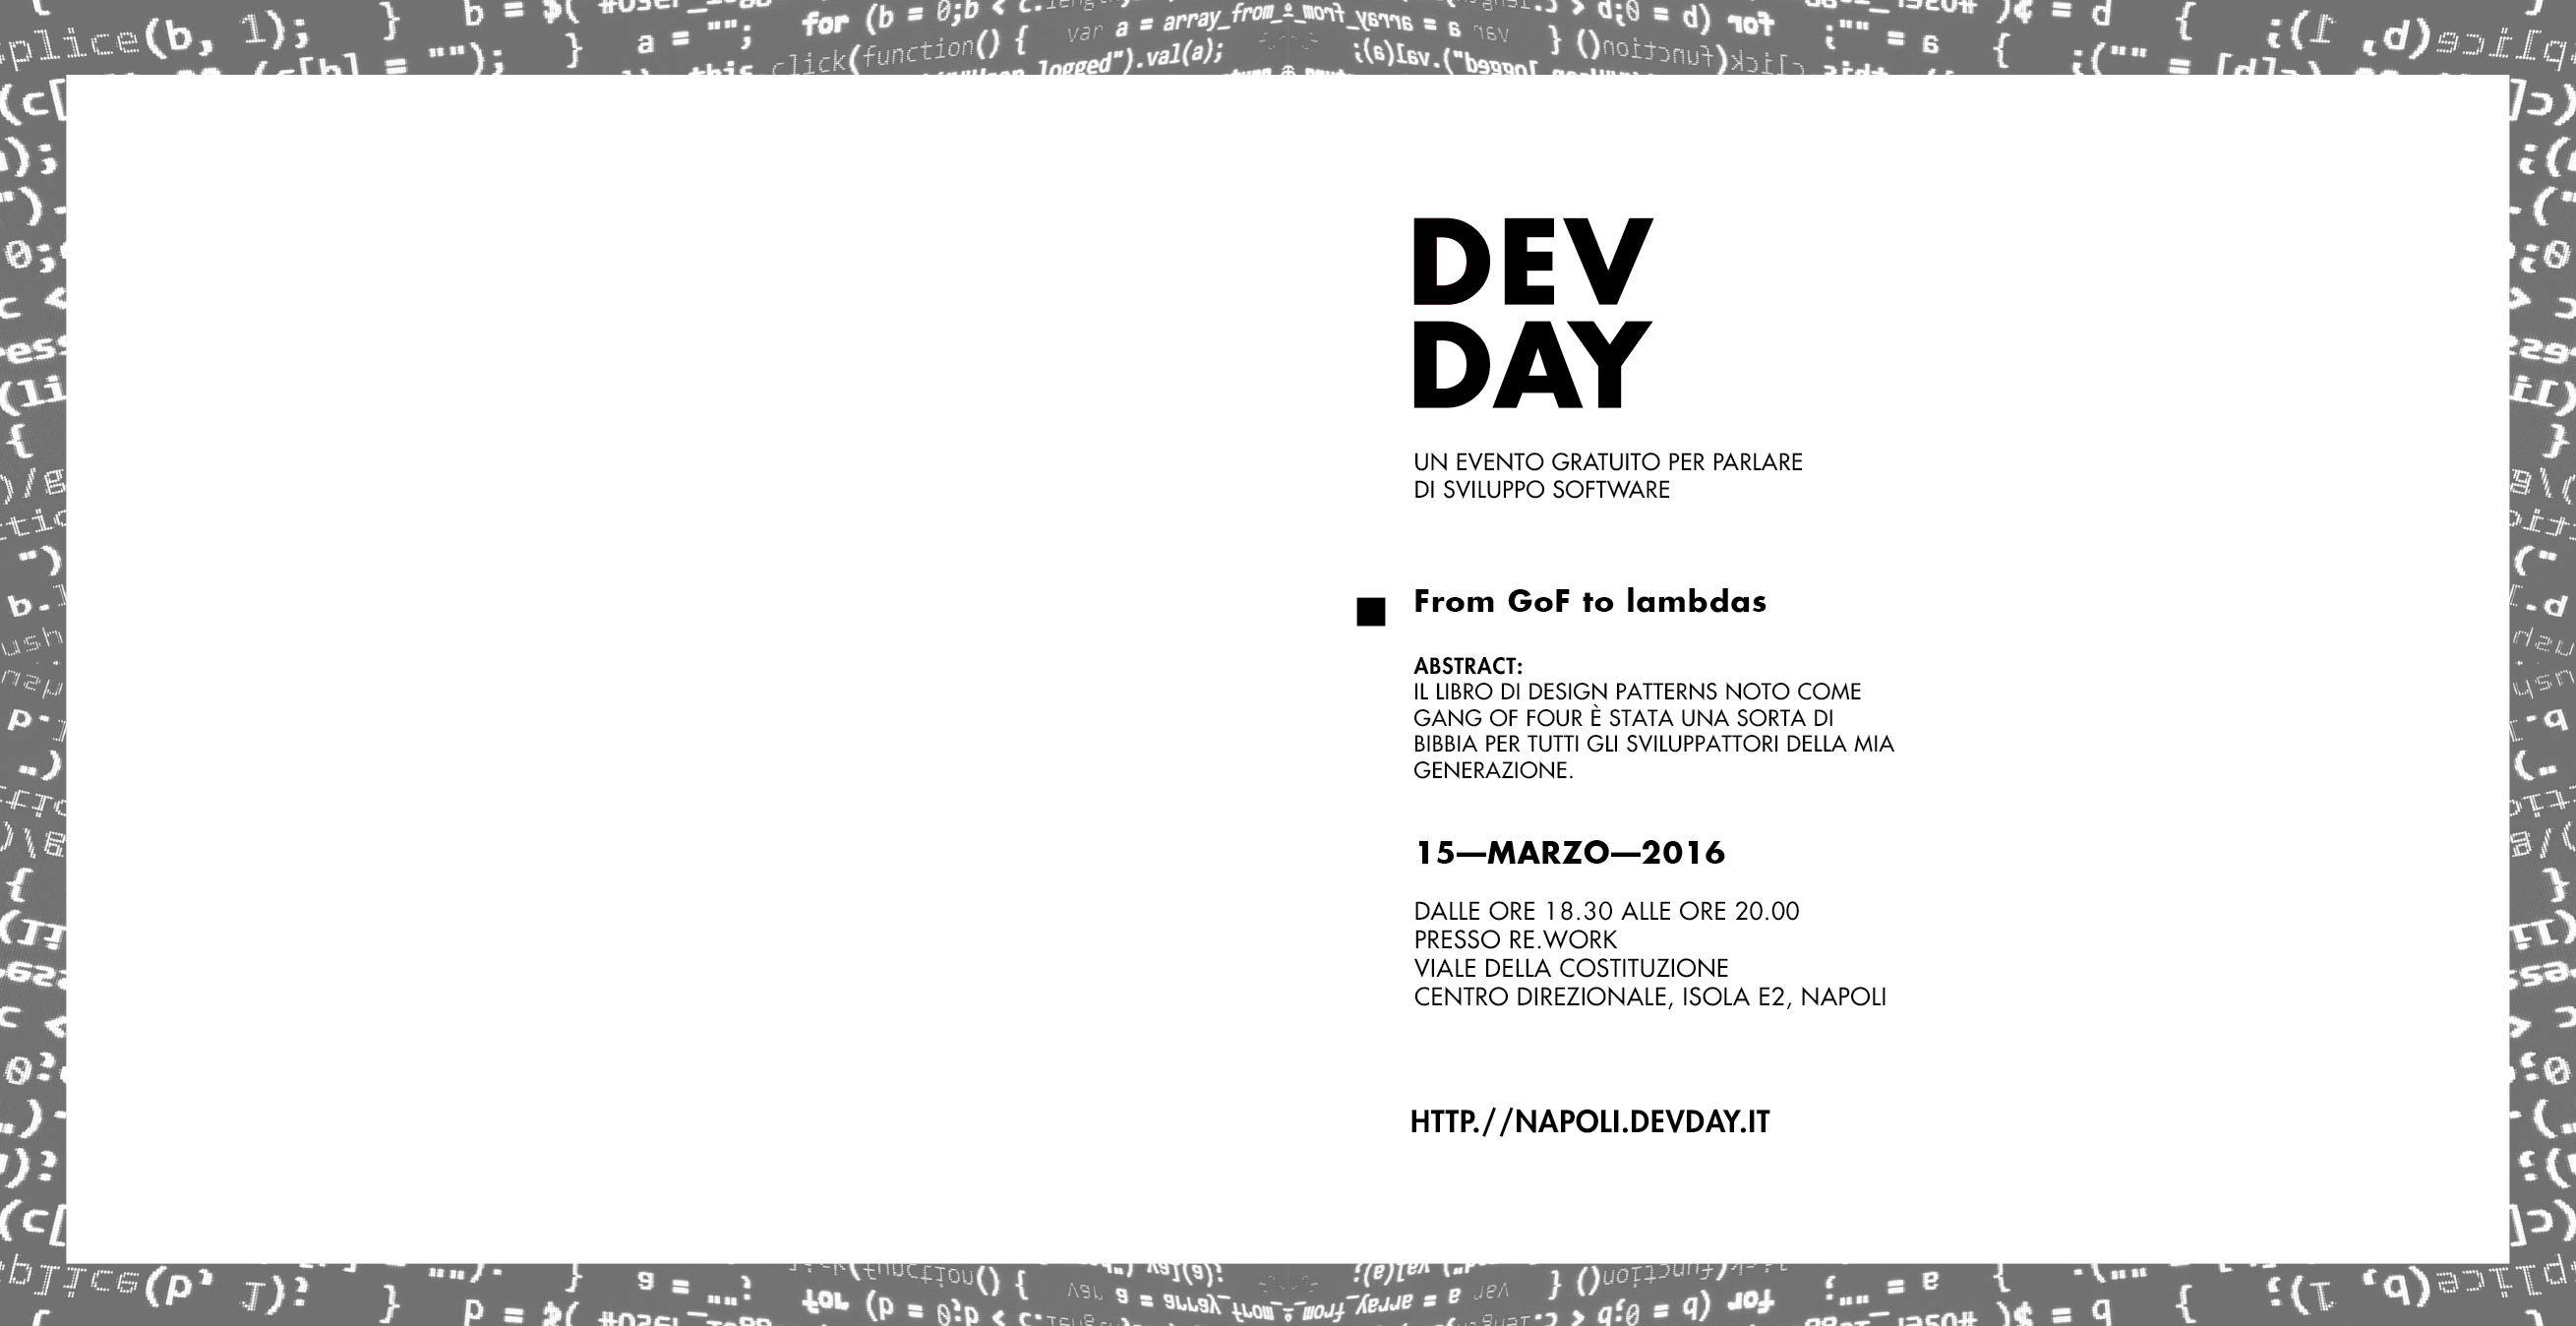 DEV
DAY
UN EVENTO GRATUITO PER PARLARE
DI SVILUPPO SOFTWARE
From GoF to lambdas
ABSTRACT:
IL LIBRO DI DESIGN PATTERNS NOTO COME
GANG OF FOUR È STATA UNA SORTA DI
BIBBIA PER TUTTI GLI SVILUPPATTORI DELLA MIA
GENERAZIONE.
15—MARZO—2016
DALLE ORE 18.30 ALLE ORE 20.00
PRESSO RE.WORK
VIALE DELLA COSTITUZIONE
CENTRO DIREZIONALE, ISOLA E2, NAPOLI
HTTP.//NAPOLI.DEVDAY.IT